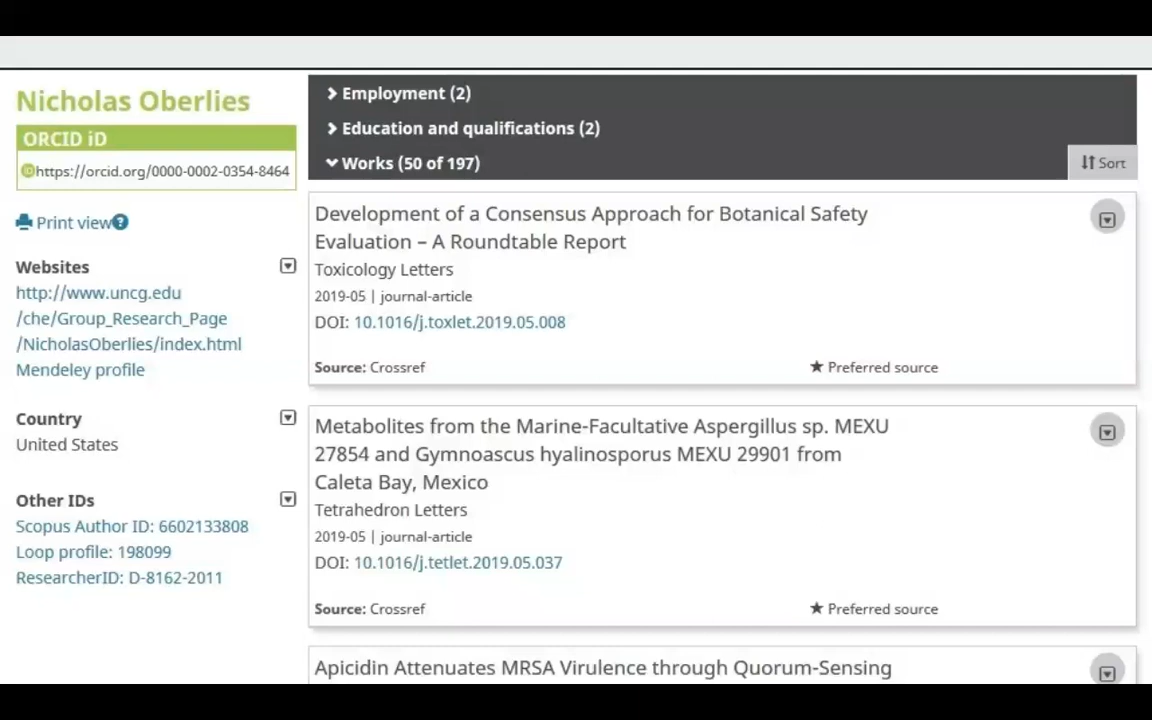 Nicholas Oberlies
ORCID iD
https://orcid.org/0000-0002-0354-8464
Print view
Websites
http://www.uncg.edu
/che/Group_Research_Page
/NicholasOberlies/index.html
Mendeley profile
Country
United States
Other IDs
Scopus Author ID: 6602133808
Loop profile: 198099
ResearcherID: D-8162-2011
Employment (2)
Education and qualifications (2)
Works (50 of 197)
Sort
Development of a Consensus Approach for Botanical Safety
Evaluation – A Roundtable Report
Toxicology Letters
2019-05 | journal-article
DOI: 10.1016/j.toxlet.2019.05.008
Source: Crossref
★ Preferred source
Metabolites from the Marine-Facultative Aspergillus sp. MEXU
27854 and Gymnoascus hyalinosporus MEXU 29901 from
Caleta Bay, Mexico
Tetrahedron Letters
2019-05 | journal-article
DOI: 10.1016/j.tetlet.2019.05.037
Source: Crossref
★ Preferred source
Apicidin Attenuates MRSA Virulence through Quorum-Sensing